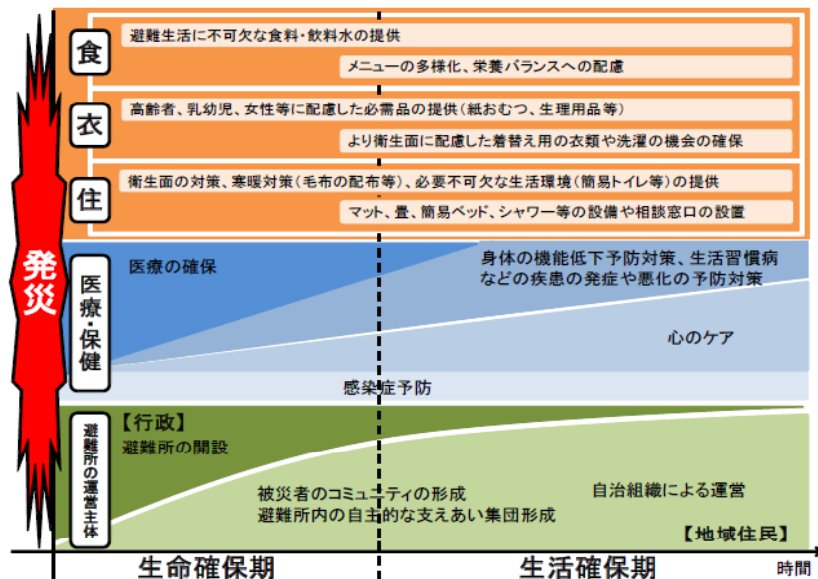 発災
食
避難生活に不可欠な食料・飲料水の提供
メニューの多様化、栄養バランスへの配慮
衣
高齢者、乳幼児、女性等に配慮した必需品の提供(紙おむつ、生理用品等)
より衛生面に配慮した着替え用の衣類や洗濯の機会の確保
住
衛生面の対策、寒暖対策(毛布の配布等)、必要不可欠な生活環境(簡易トイレ等)の提供
マット、畳、簡易ベッド、シャワー等の設備や相談窓口の設置
医療・保健
医療の確保
身体の機能低下予防対策、生活習慣病
などの疾患の発症や悪化の予防対策
心のケア
感染症予防
避難所の運営主体
【行政】
避難所の開設
被災者のコミュニティの形成
避難所内の自主的な支えあい集団形成
自治組織による運営
【地域住民】
生命確保期
生活確保期
時間